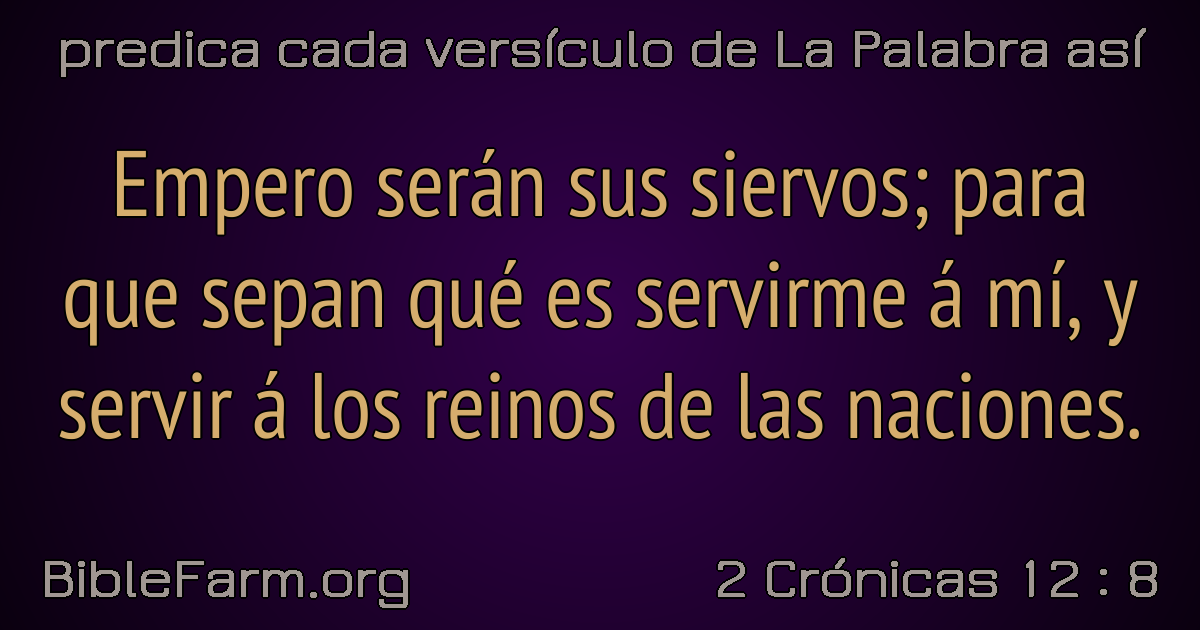 predica cada versículo de La Palabra así
Empero serán sus siervos; para
que sepan qué es servirme á mí, y
servir á los reinos de las naciones.
BibleFarm.org
2 Crónicas 12 : 8